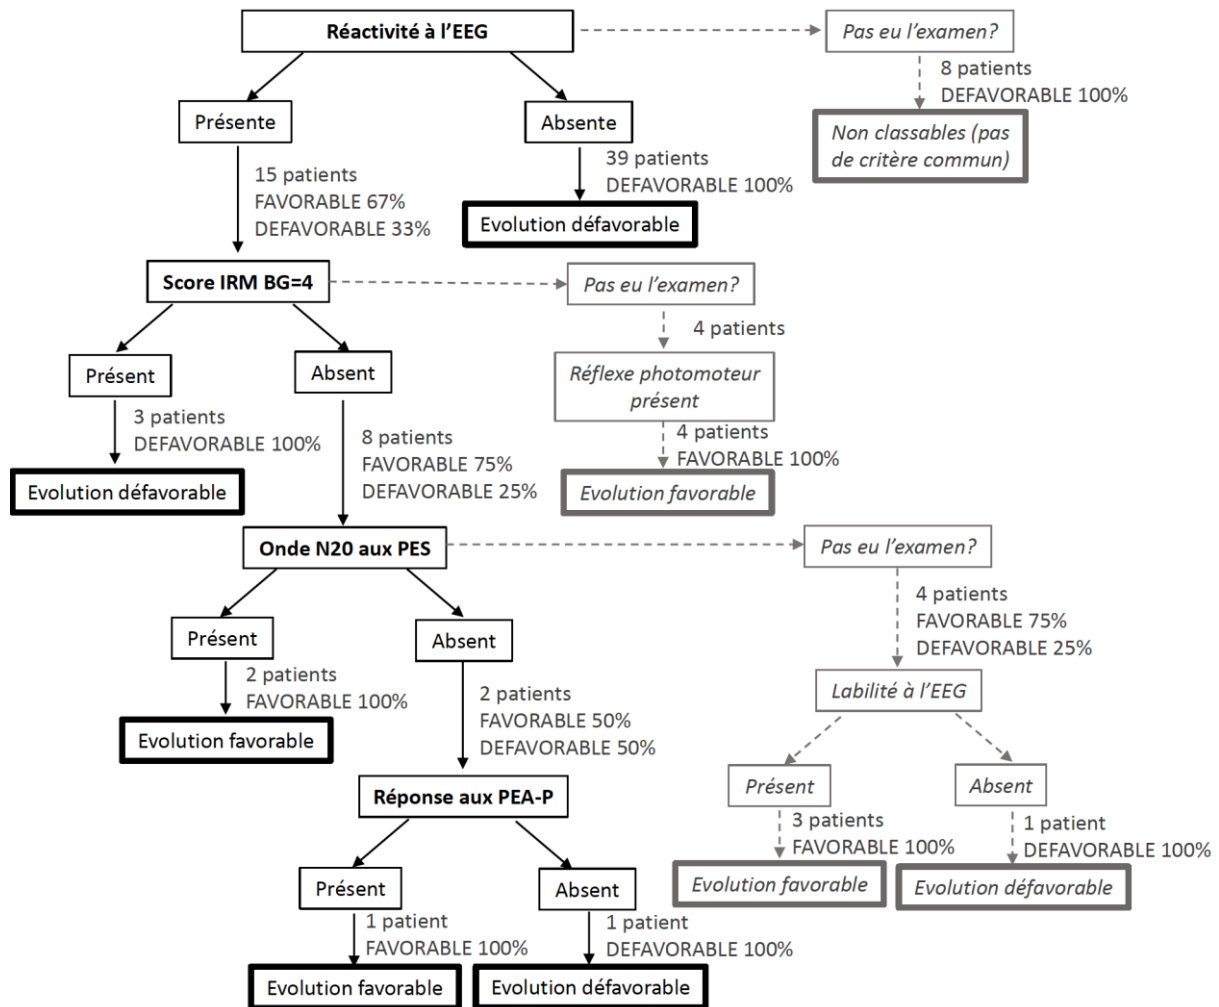 Réactivité à l'EEG
Pas eu l'examen?
8 patients
DEFAVORABLE 100%
Présente
Absente
Non classables (pas
de critère commun)
15 patients
FAVORABLE 67%
DEFAVORABLE 33%
39 patients
DEFAVORABLE 100%
Evolution défavorable
Score IRM BG=4
Pas eu l'examen?
4 patients
Présent
Absent
Réflexe photomoteur
présent
3 patients
DEFAVORABLE 100%
8 patients
FAVORABLE 75%
DEFAVORABLE 25%
4 patients
FAVORABLE 100%
Evolution défavorable
Evolution favorable
Onde N20 aux PES
Pas eu l'examen?
4 patients
FAVORABLE 75%
DEFAVORABLE 25%
Présent
Absent
2 patients
FAVORABLE 100%
2 patients
FAVORABLE 50%
DEFAVORABLE 50%
Labilité à l'EEG
Evolution favorable
Réponse aux PEA-P
Présent
Absent
3 patients
FAVORABLE 100%
1 patient
DEFAVORABLE 100%
Présent
Absent
Evolution favorable
Evolution défavorable
1 patient
FAVORABLE 100%
1 patient
DEFAVORABLE 100%
Evolution favorable
Evolution défavorable